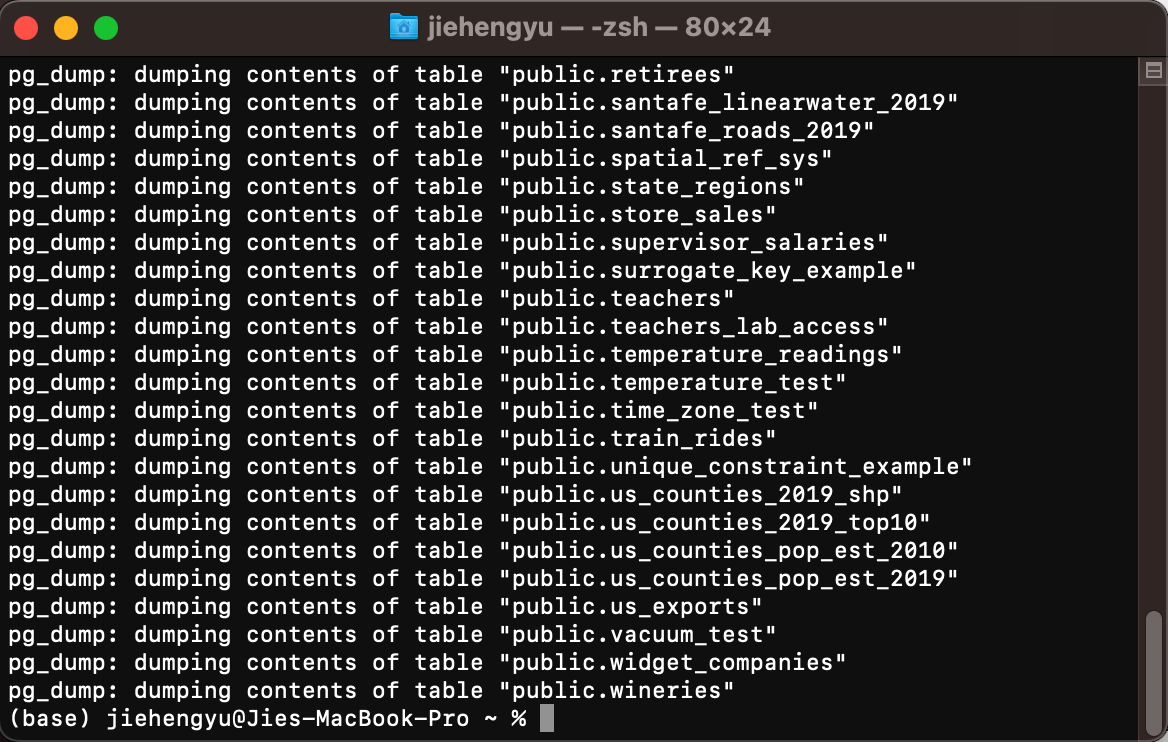 jiehengyu — -zsh — 80×24
pg_dump: dumping contents of table "public.retirees"
pg_dump: dumping contents of table "public.santafe_linearwater_2019"
pg_dump: dumping contents of table "public.santafe_roads_2019"
pg_dump: dumping contents of table "public.spatial_ref_sys"
pg_dump: dumping contents of table "public.state_regions"
pg_dump: dumping contents of table "public.store_sales"
pg_dump: dumping contents of table "public.supervisor_salaries"
pg_dump: dumping contents of table "public.surrogate_key_example"
pg_dump: dumping contents of table "public.teachers"
pg_dump: dumping contents of table "public.teachers_lab_access"
pg_dump: dumping contents of table "public.temperature_readings"
pg_dump: dumping contents of table "public.temperature_test"
pg_dump: dumping contents of table "public.time_zone_test"
pg_dump: dumping contents of table "public.train_rides"
pg_dump: dumping contents of table "public.unique_constraint_example"
pg_dump: dumping contents of table "public.us_counties_2019_shp"
pg_dump: dumping contents of table "public.us_counties_2019_top10"
pg_dump: dumping contents of table "public.us_counties_pop_est_2010"
pg_dump: dumping contents of table "public.us_counties_pop_est_2019"
pg_dump: dumping contents of table "public.us_exports"
pg_dump: dumping contents of table "public.vacuum_test"
pg_dump: dumping contents of table "public.widget_companies"
pg_dump: dumping contents of table "public.wineries"
(base) jiehengyu@Jies-MacBook-Pro ~ %